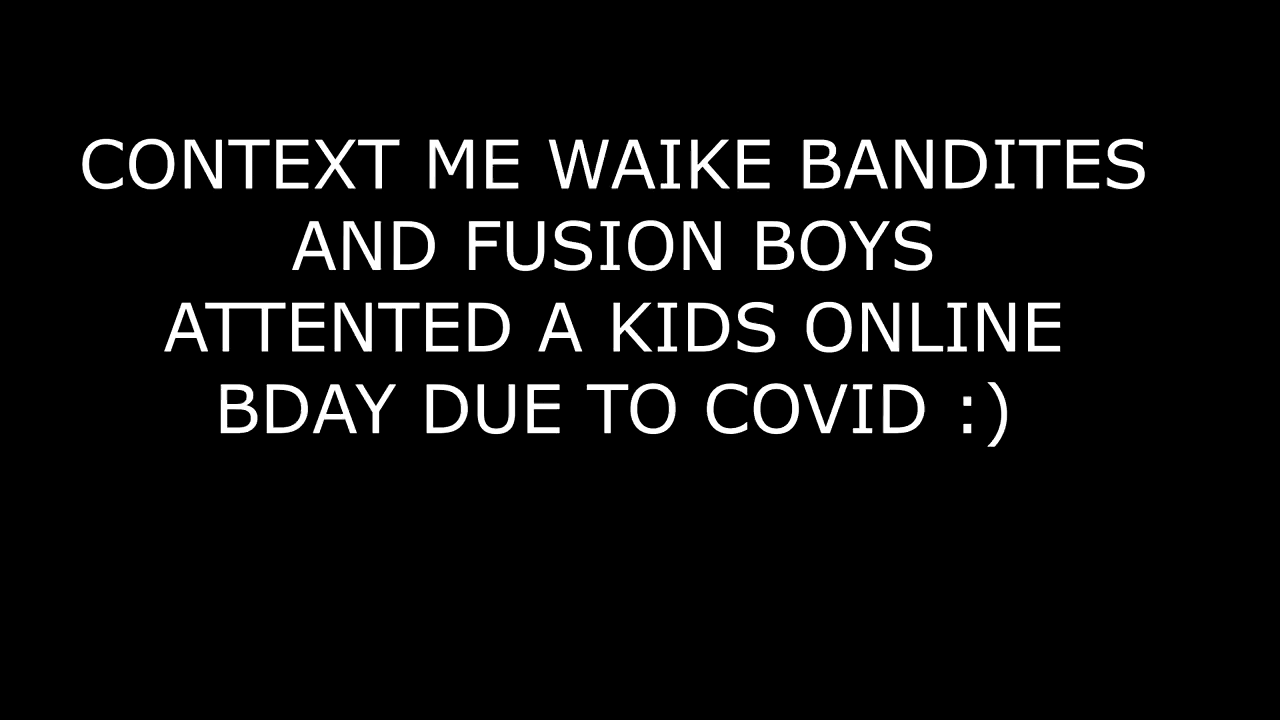 CONTEXT ME WAIKE BANDITES
AND FUSION BOYS
ATTENTED A KIDS ONLINE
BDAY DUE TO COVID :)